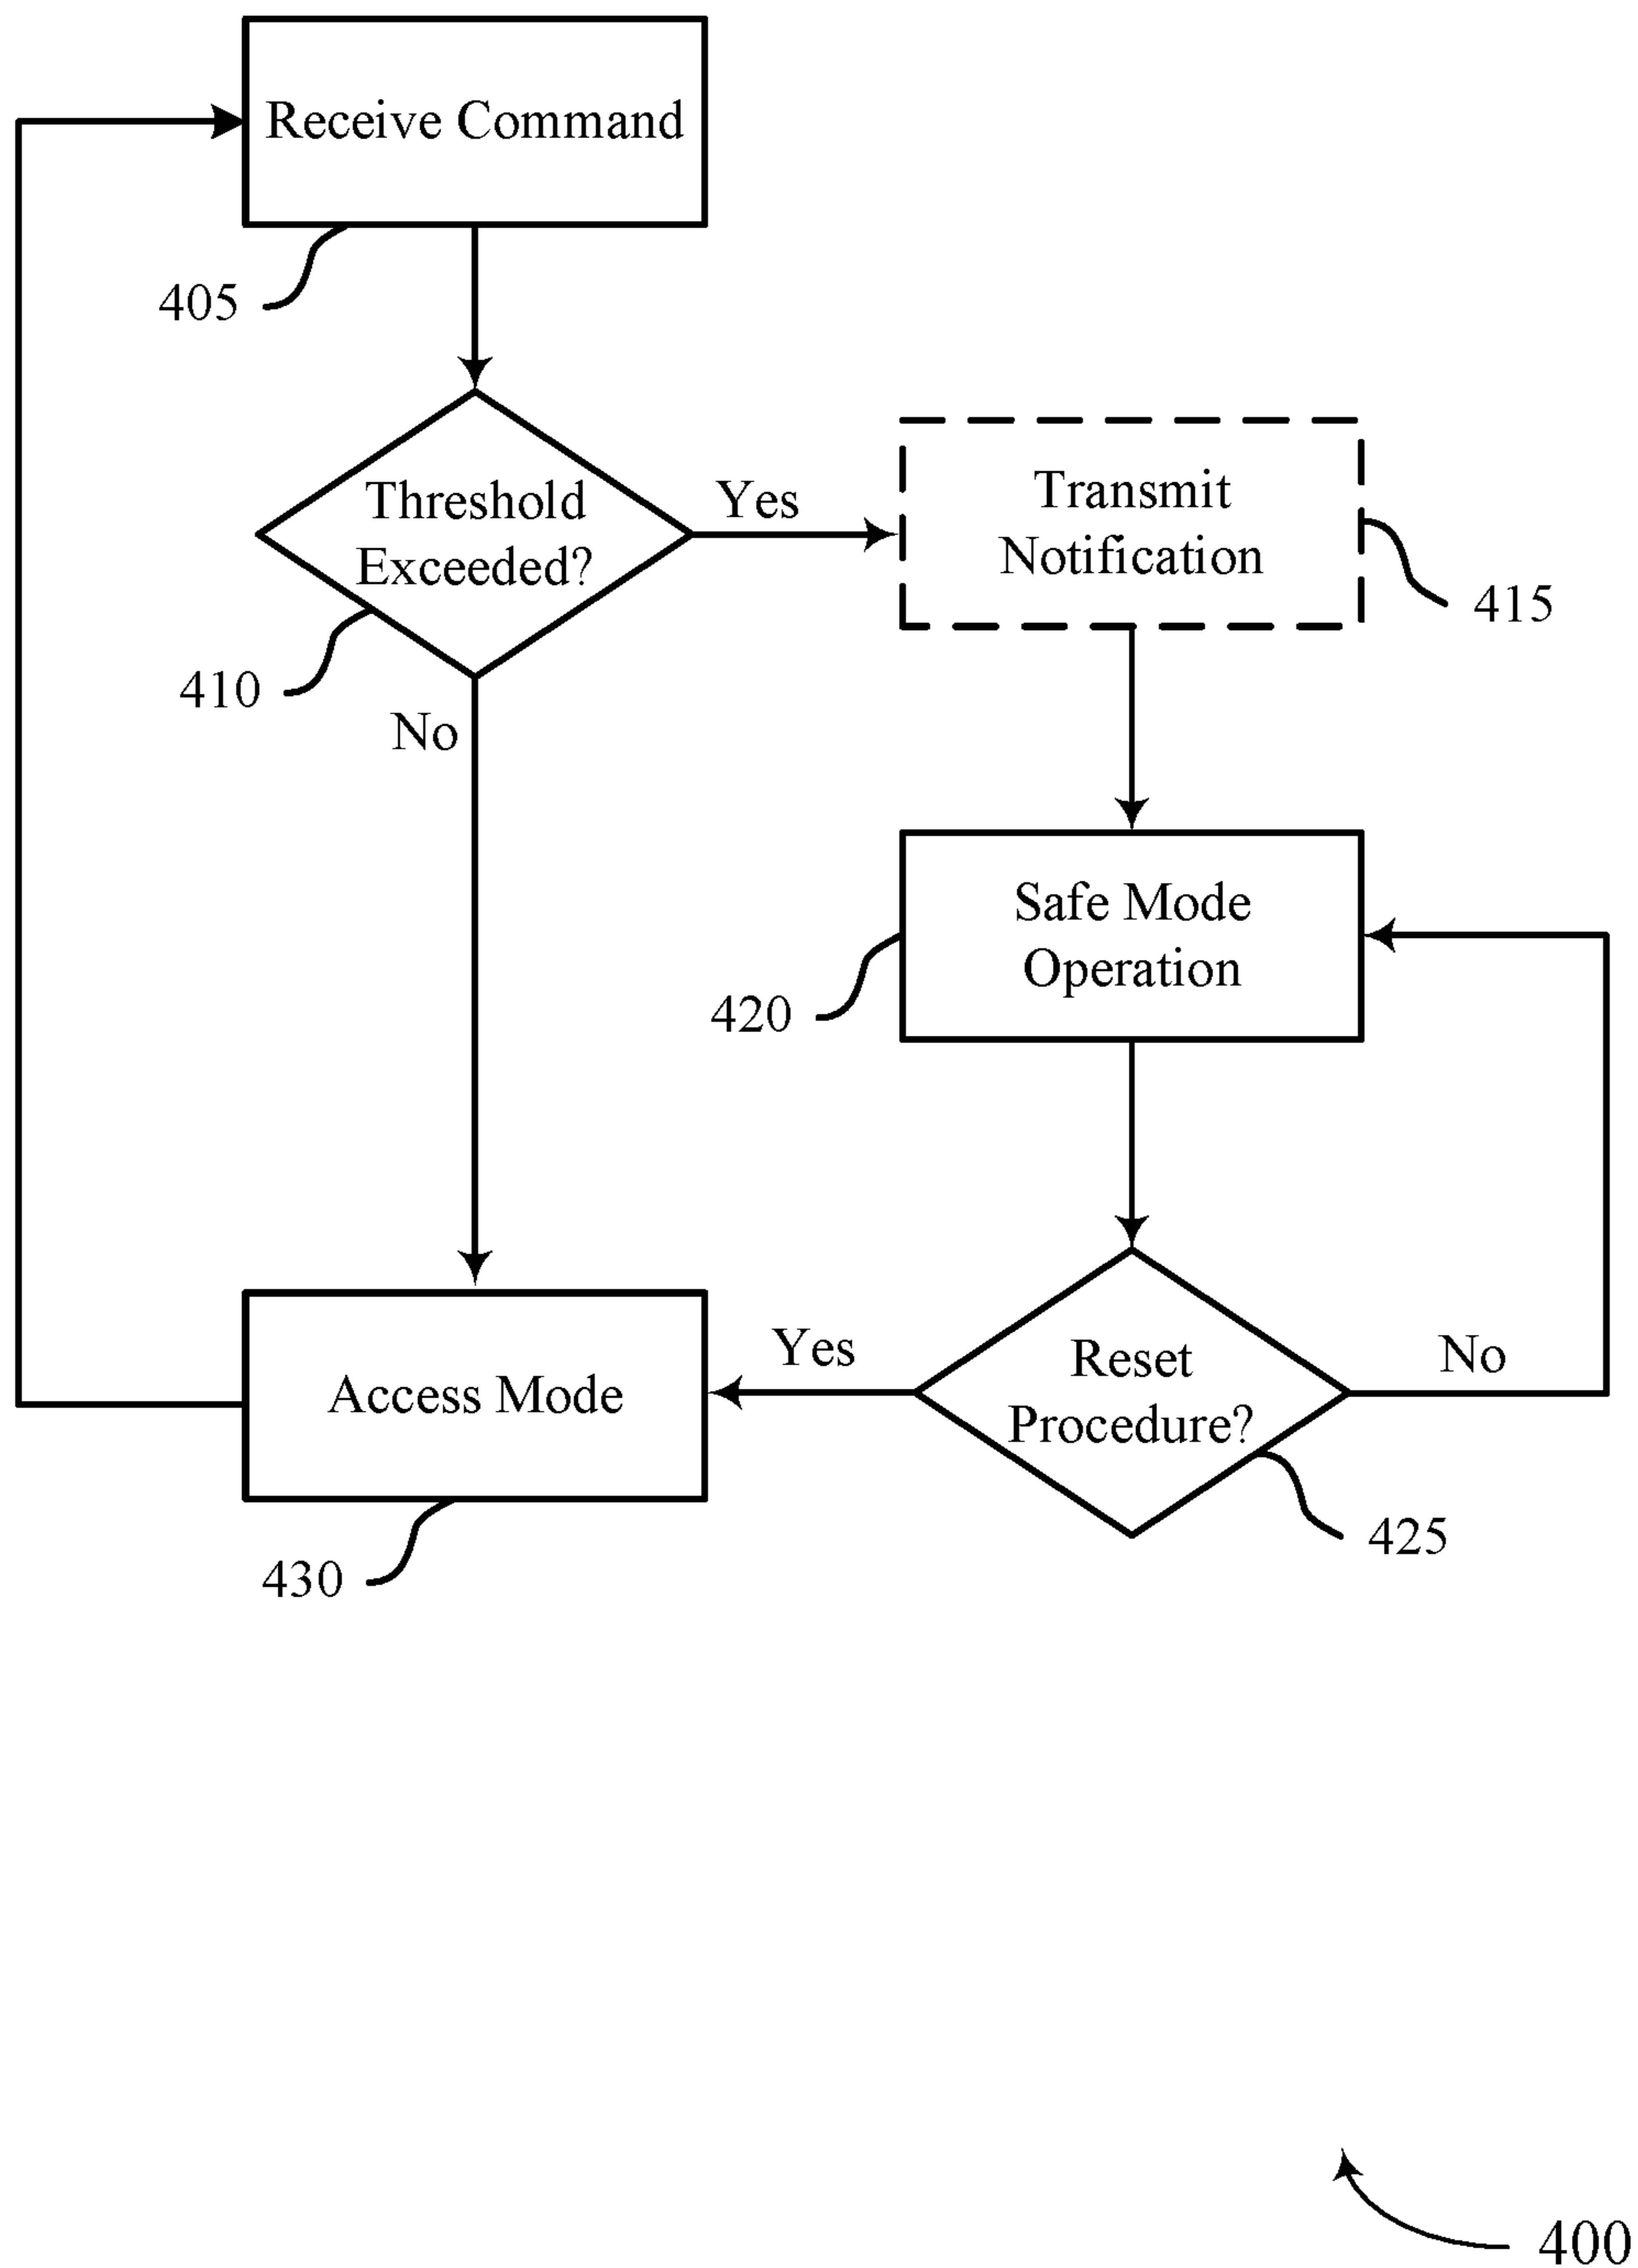 Receive Command
405
Threshold
Exceeded?
410
Yes
No
Transmit
Notification
415
Safe Mode
Operation
420
Reset
Procedure?
425
Yes
No
Access Mode
430
400